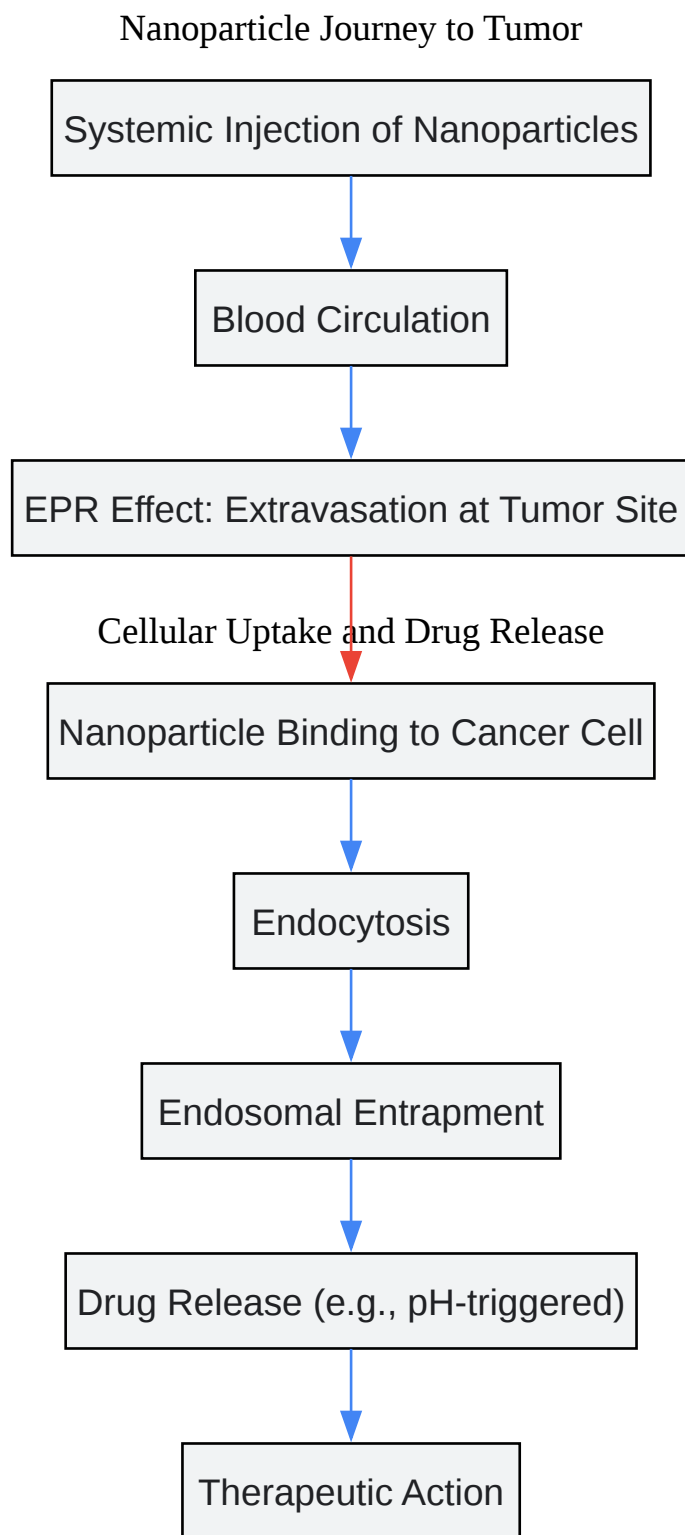 Nanoparticle Journey to Tumor
Systemic Injection of Nanoparticles
Blood Circulation
EPR Effect: Extravasation at Tumor Site
Cellular Uptake and Drug Release
Nanoparticle Binding to Cancer Cell
Endocytosis
Endosomal Entrapment
Drug Release (e.g., pH-triggered)
Therapeutic Action